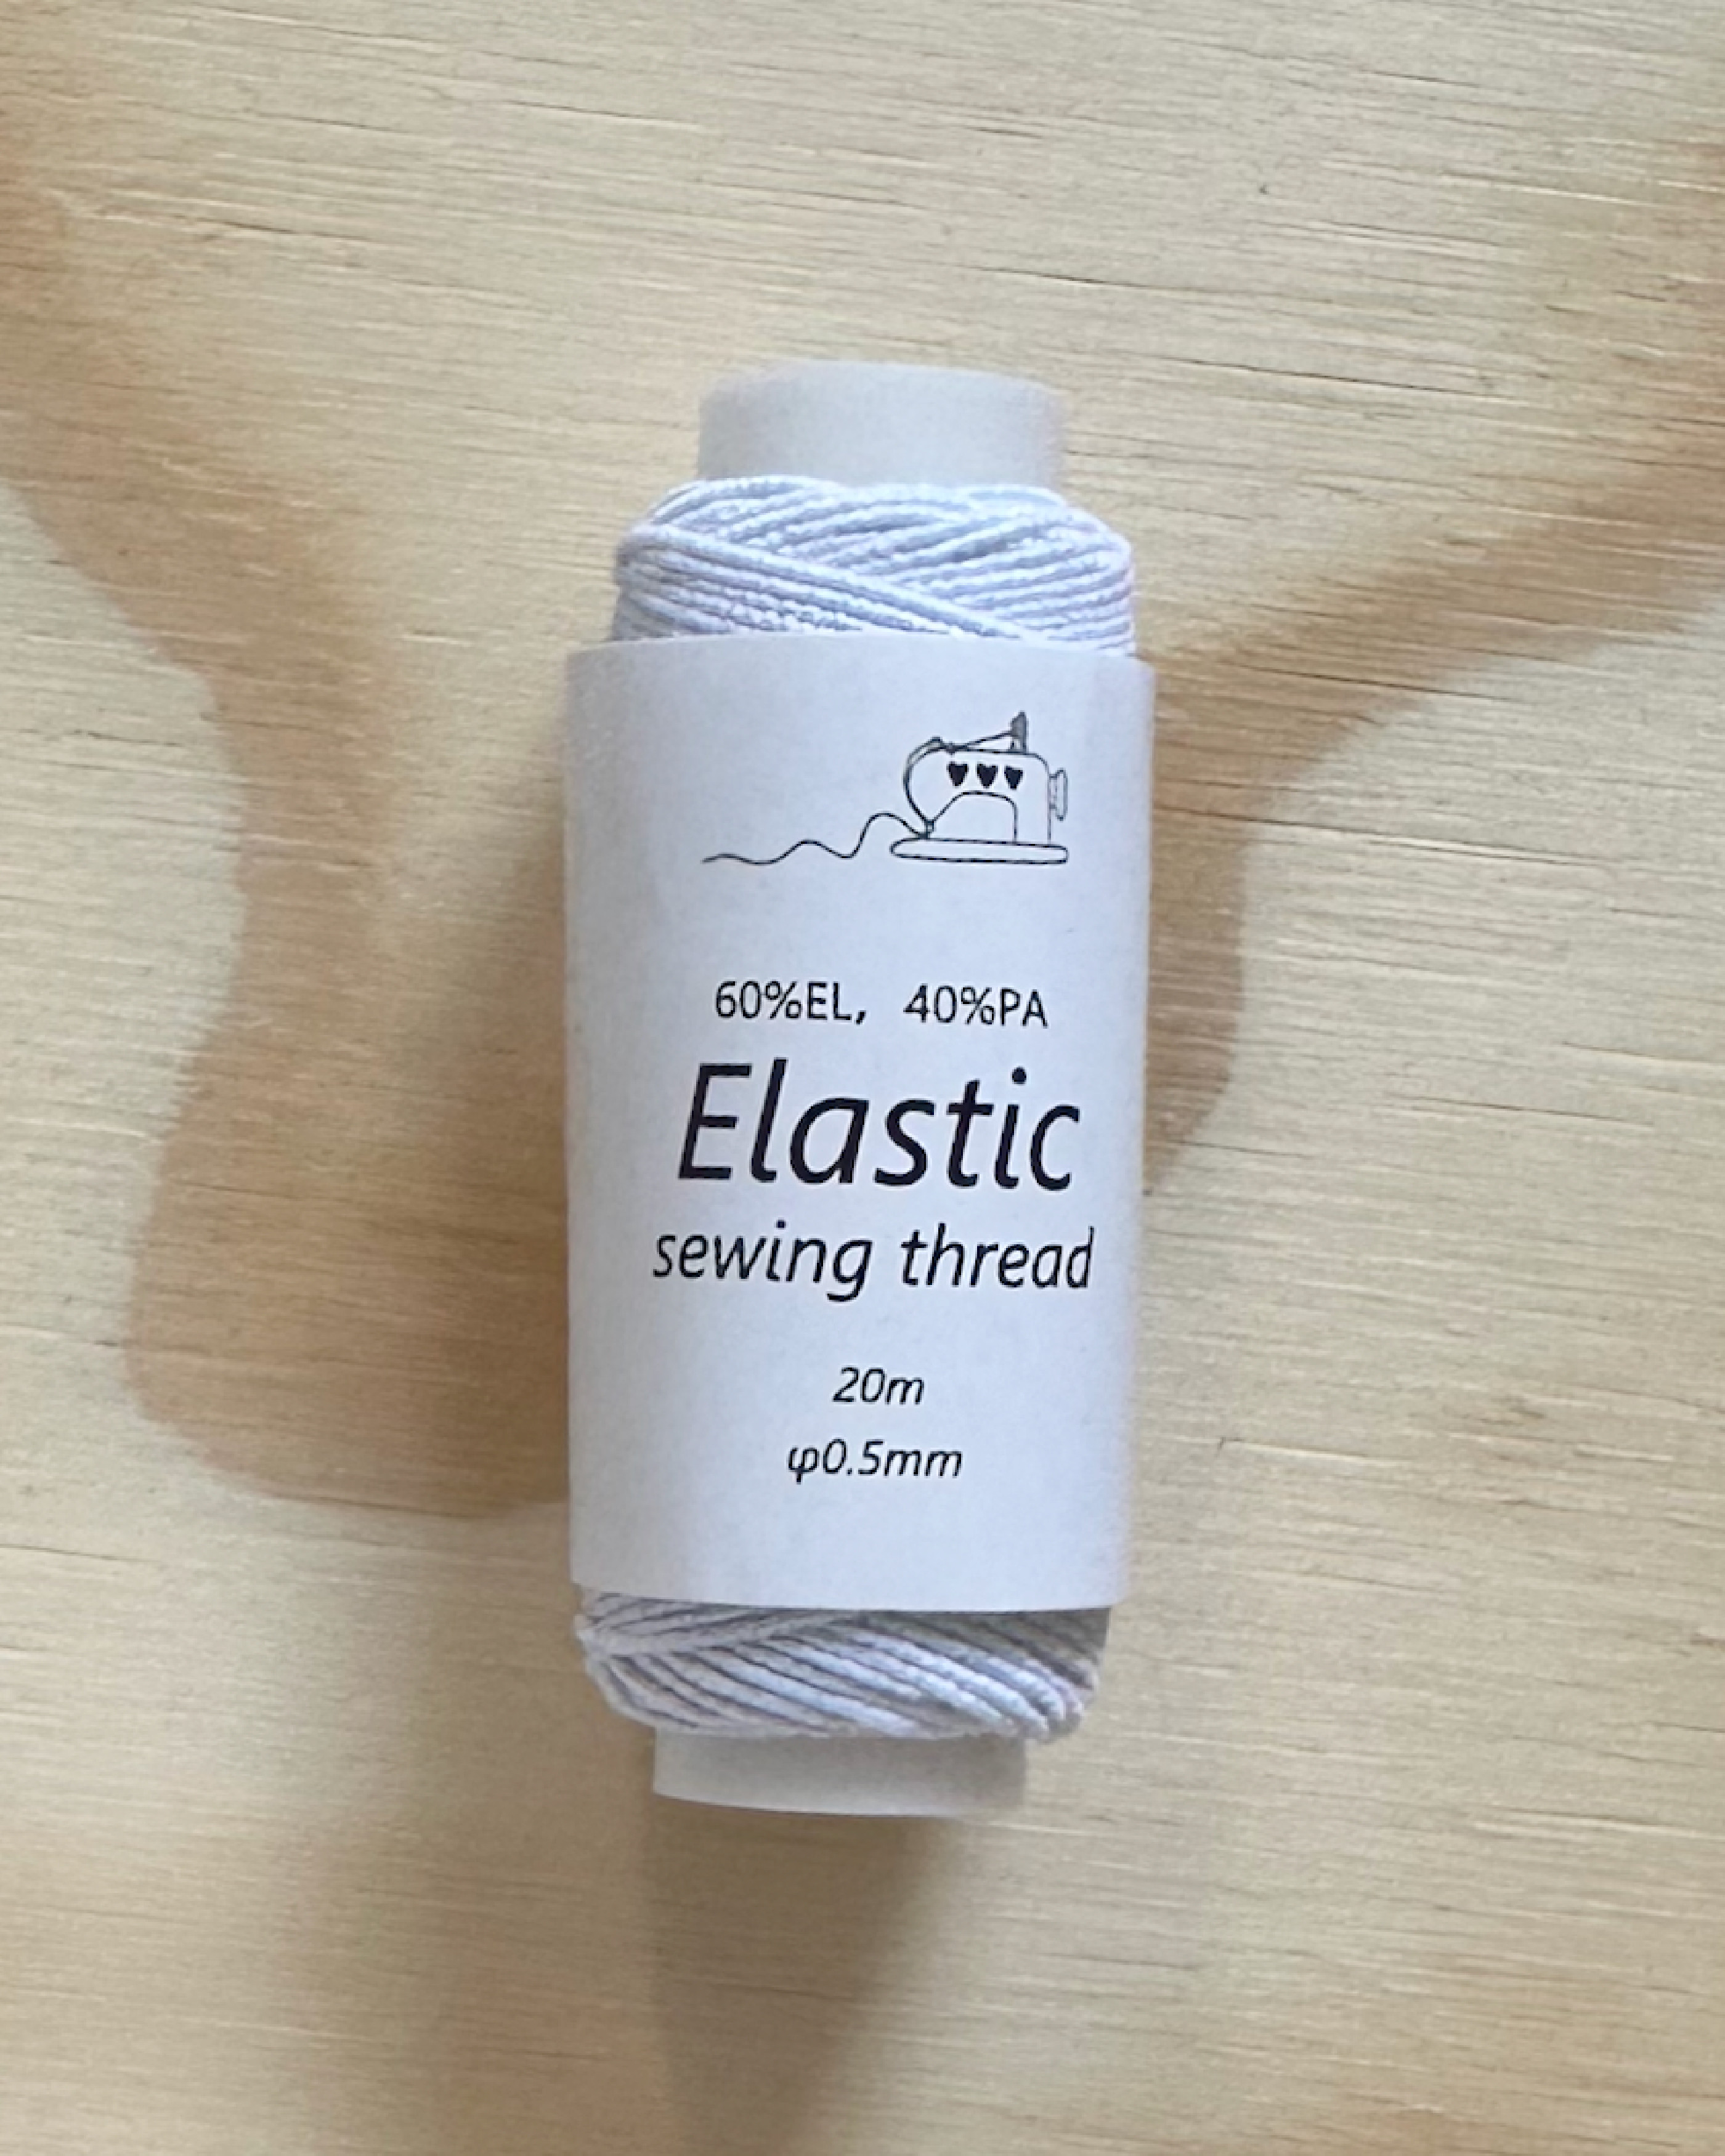 60%EL, 40%PA
Elastic
sewing thread
20m
φ0.5mm